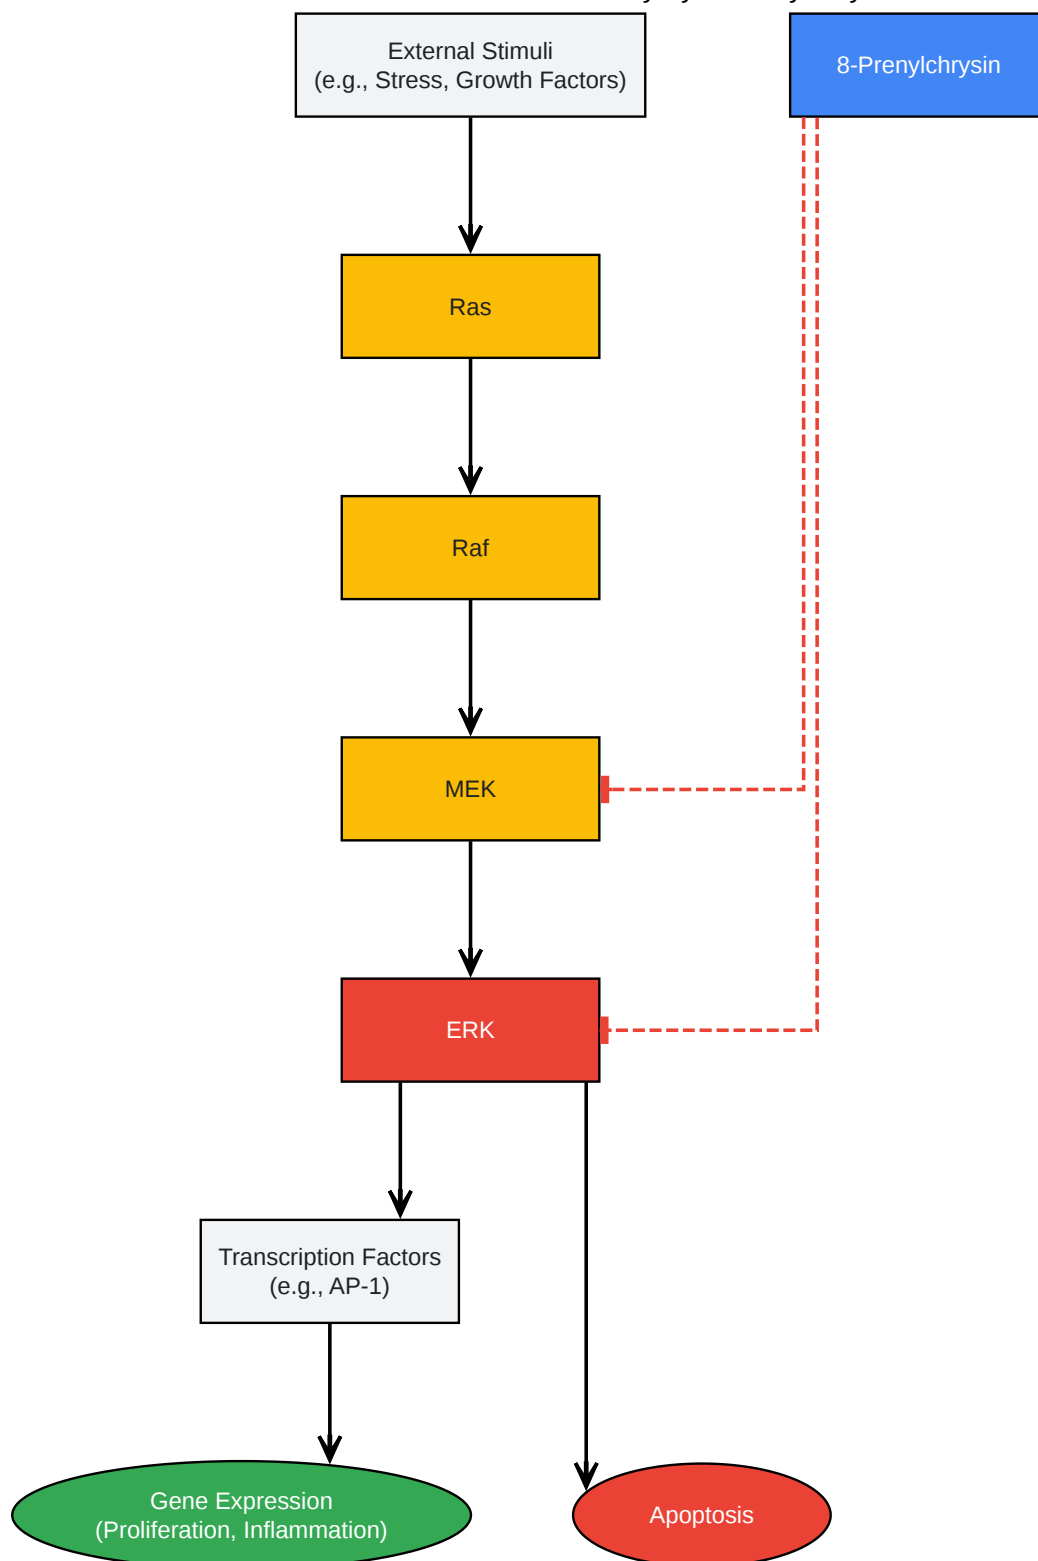 External Stimuli
(e.g., Stress, Growth Factors)
8-Prenylchrysin
Ras
Raf
MEK
ERK
Transcription Factors
(e.g., AP-1)
Gene Expression
(Proliferation, Inflammation)
Apoptosis